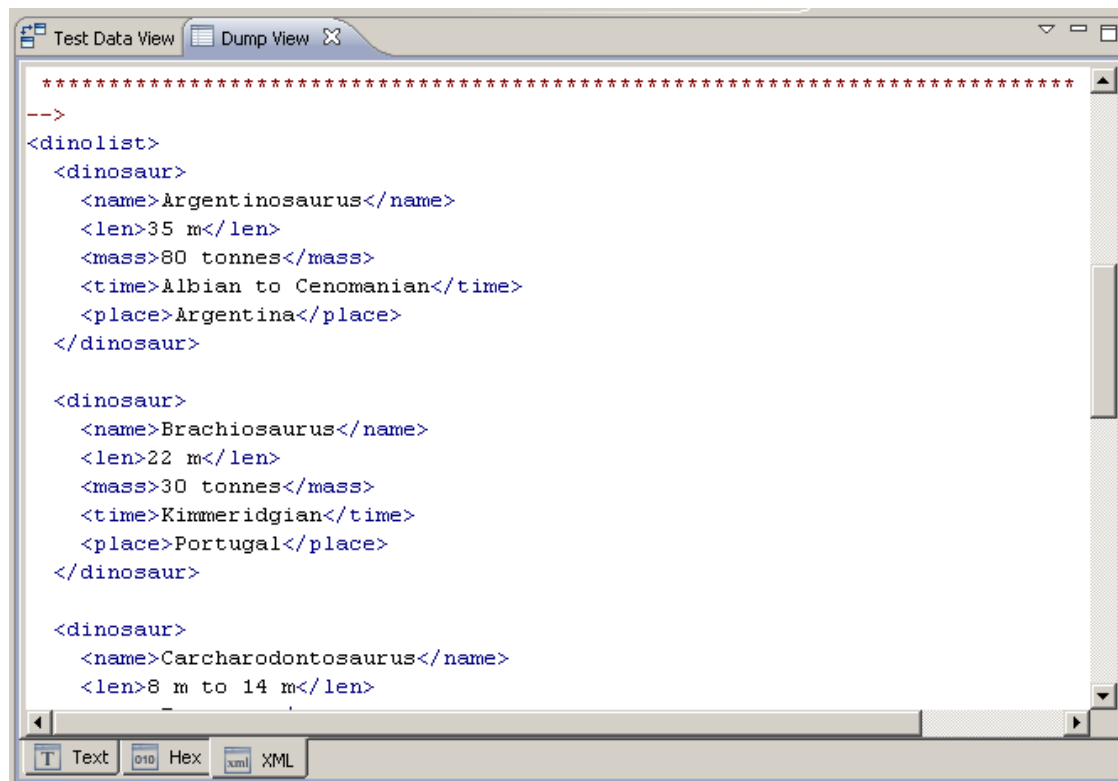 Test Data View Dump View
*****************************************************************************
-->
<dinolist>
  <dinosaur>
    <name>Argentinosaurus</name>
    <len>35 m</len>
    <mass>80 tonnes</mass>
    <time>Albian to Cenomanian</time>
    <place>Argentina</place>
  </dinosaur>

  <dinosaur>
    <name>Brachiosaurus</name>
    <len>22 m</len>
    <mass>30 tonnes</mass>
    <time>Kimmeridgian</time>
    <place>Portugal</place>
  </dinosaur>

  <dinosaur>
    <name>Carcharodontosaurus</name>
    <len>8 m to 14 m</len>
T Text 010 Hex xml XML